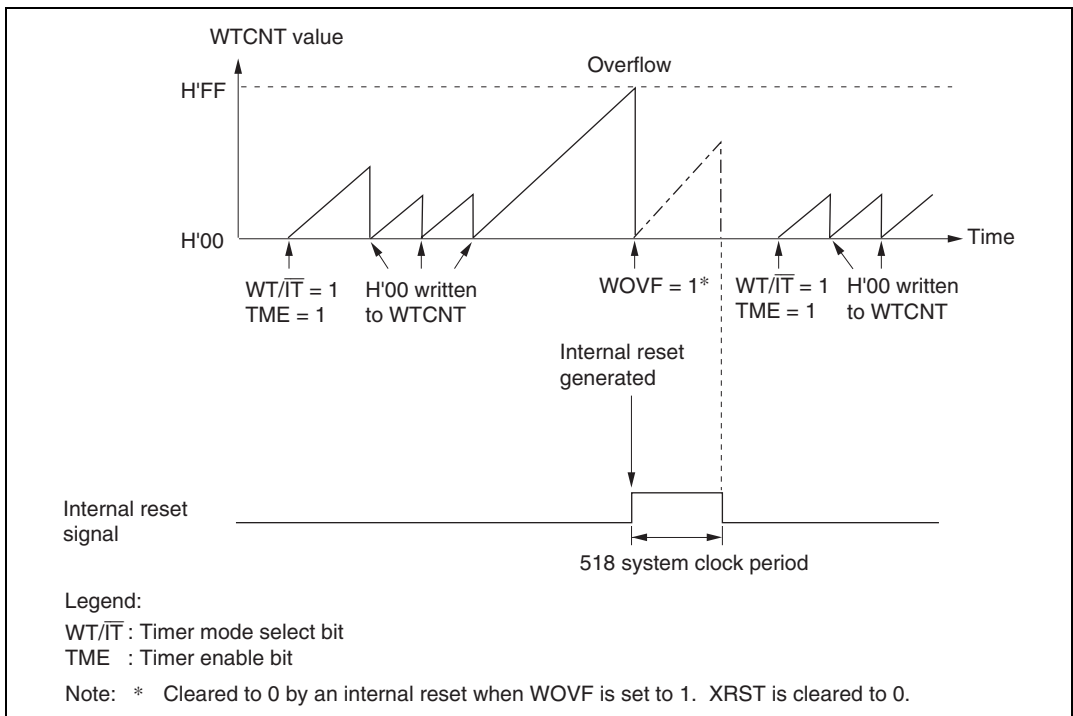 WTCNT value
Overflow
H'FF
H'00
Time
WT/I̅T̅ = 1
TME = 1
H'00 written
to WTCNT
WOVF = 1*
WT/I̅T̅ = 1
TME = 1
H'00 written
to WTCNT
Internal reset
generated
Internal reset
signal
518 system clock period
Legend:
WT/I̅T̅ : Timer mode select bit
TME : Timer enable bit
Note: * Cleared to 0 by an internal reset when WOVF is set to 1. XRST is cleared to 0.